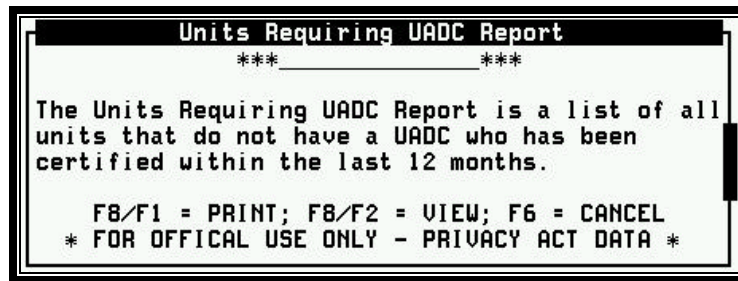 Units Requiring UADC Report
***_________________***
The Units Requiring UADC Report is a list of all
units that do not have a UADC who has been
certified within the last 12 months.
F8/F1 = PRINT; F8/F2 = VIEW; F6 = CANCEL
* FOR OFFICAL USE ONLY - PRIVACY ACT DATA *